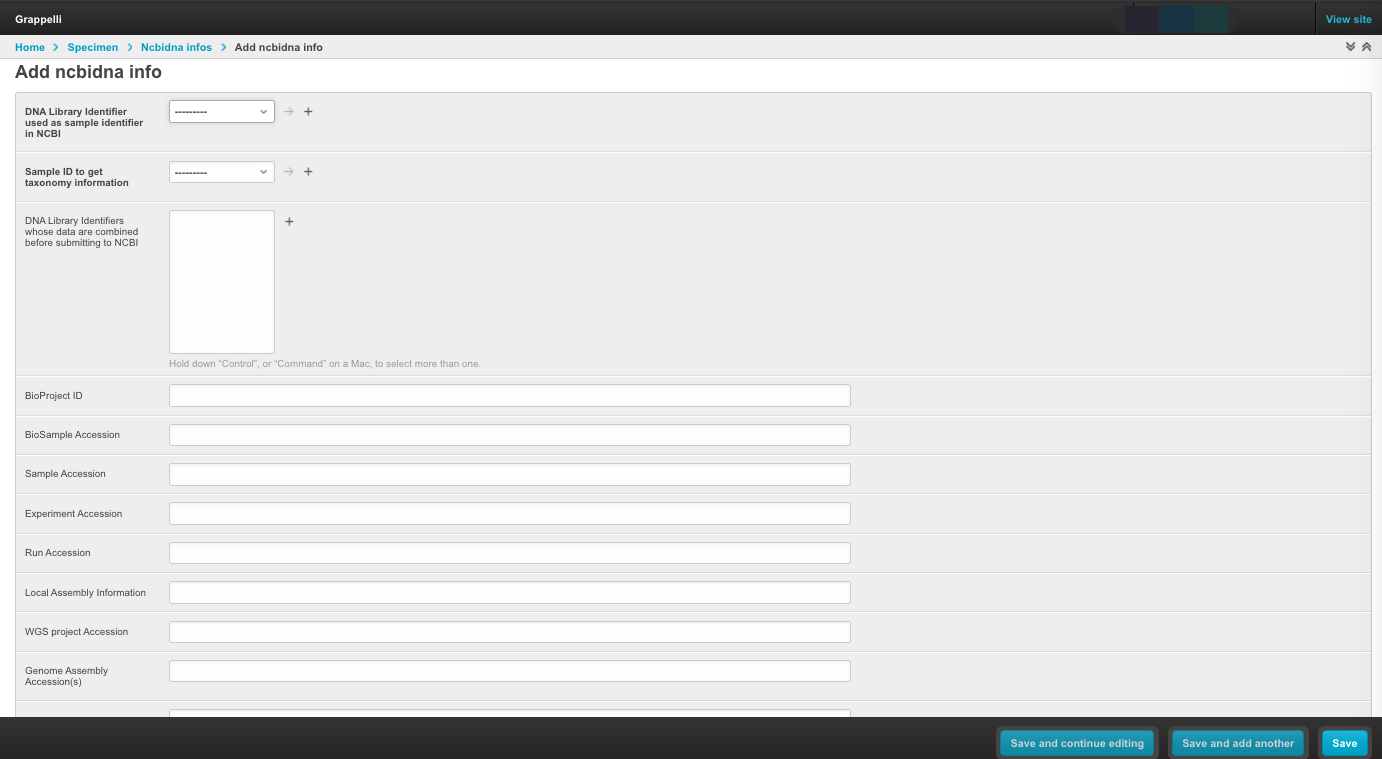 Grappelli
View site
Home > Specimen > Ncbidna infos > Add ncbidna info
Add ncbidna info
DNA Library Identifier
used as sample identifier
in NCBI
---------
Sample ID to get
taxonomy information
---------
DNA Library Identifiers
whose data are combined
before submitting to NCBI
Hold down “Control”, or “Command” on a Mac, to select more than one.
BioProject ID
BioSample Accession
Sample Accession
Experiment Accession
Run Accession
Local Assembly Information
WGS project Accession
Genome Assembly
Accession(s)
Save and continue editing
Save and add another
Save